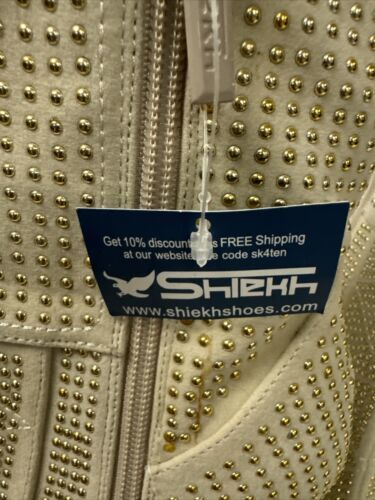 Get 10% discount FREE Shipping
at our website code sk4ten
SHIEKH
www.shiekhshoes.com